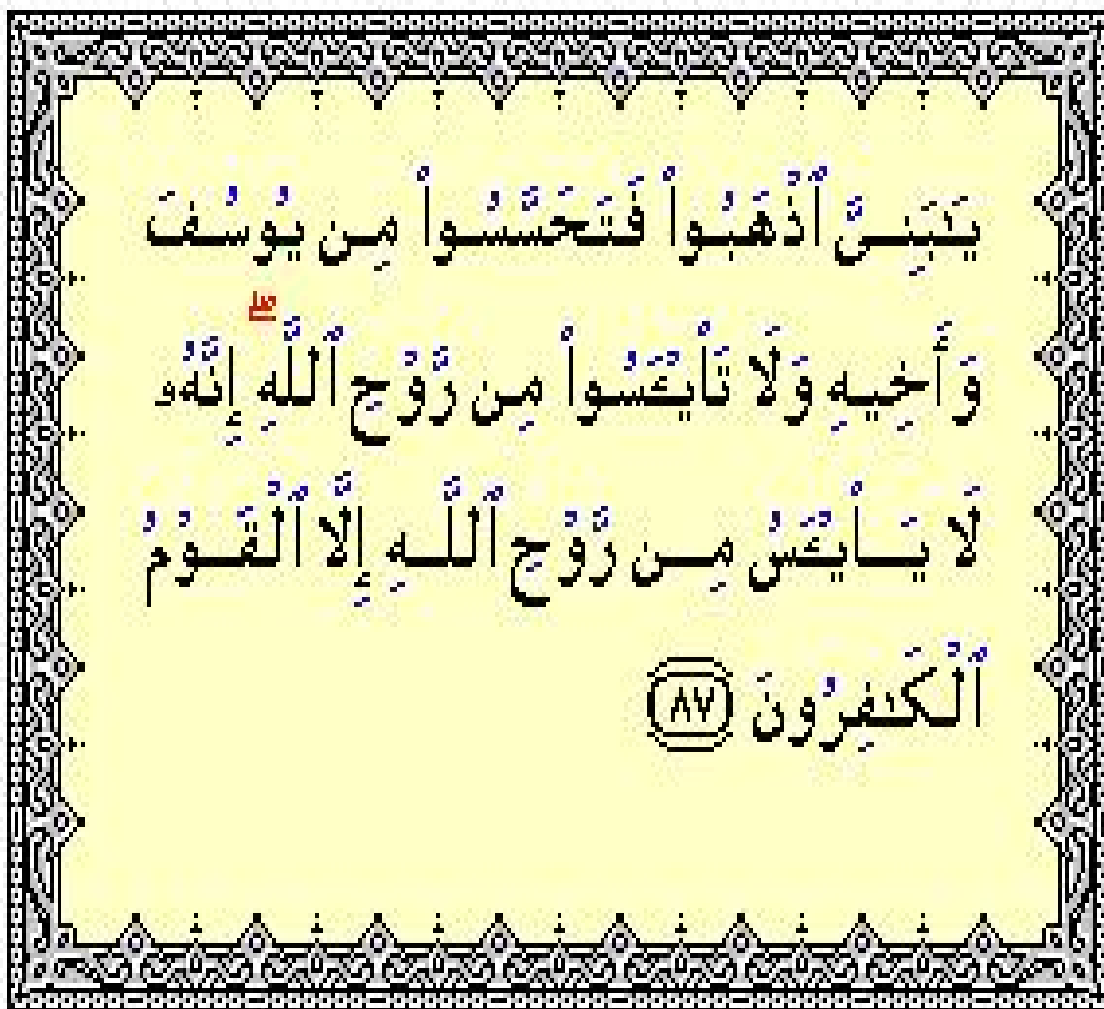 يَـٰبَنِىَّ ٱذْهَبُوا۟ فَتَحَسَّسُوا۟ مِن يُوسُفَ
وَأَخِيهِ وَلَا تَا۟يْـَٔسُوا۟ مِن رَّوْحِ ٱللَّهِ ۖ إِنَّهُۥ
لَا يَا۟يْـَٔسُ مِن رَّوْحِ ٱللَّهِ إِلَّا ٱلْقَوْمُ
ٱلْكَـٰفِرُونَ ٨٧